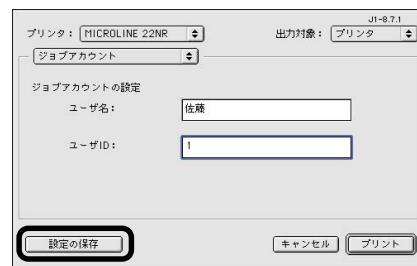 J1-8.7.1
プリンタ： MICROLINE 22NR 出力対象： プリンタ
ジョブアカウント
ジョブアカウントの設定
ユーザ名： 佐藤
ユーザID： 1
設定の保存 キャンセル プリント